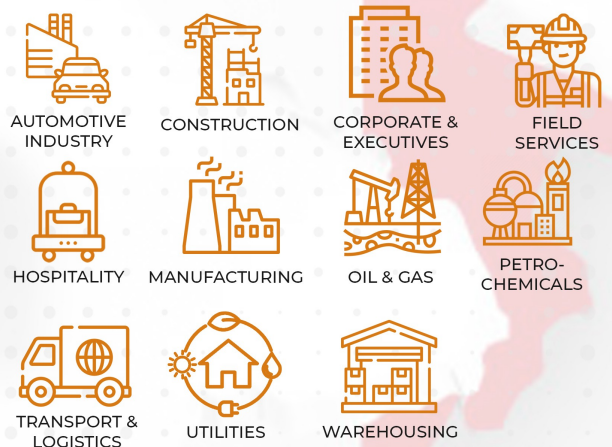 AUTOMOTIVE
INDUSTRY
CONSTRUCTION
CORPORATE &
EXECUTIVES
FIELD
SERVICES
HOSPITALITY
MANUFACTURING
OIL & GAS
PETRO-
CHEMICALS
TRANSPORT &
LOGISTICS
UTILITIES
WAREHOUSING